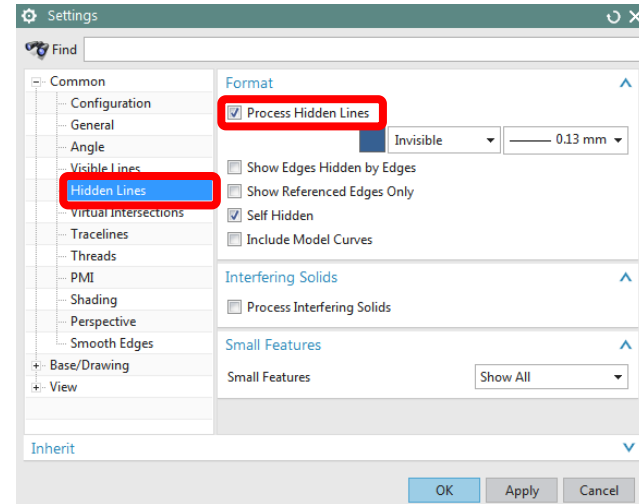 Settings
Find
Common
Configuration
General
Angle
Visible Lines
Hidden Lines
Virtual Intersections
Tracelines
Threads
PMI
Shading
Perspective
Smooth Edges
Base/Drawing
View
Format
Process Hidden Lines
Invisible 0.13 mm
Show Edges Hidden by Edges
Show Referenced Edges Only
Self Hidden
Include Model Curves
Interfering Solids
Process Interfering Solids
Small Features
Small Features Show All
Inherit
OK Apply Cancel